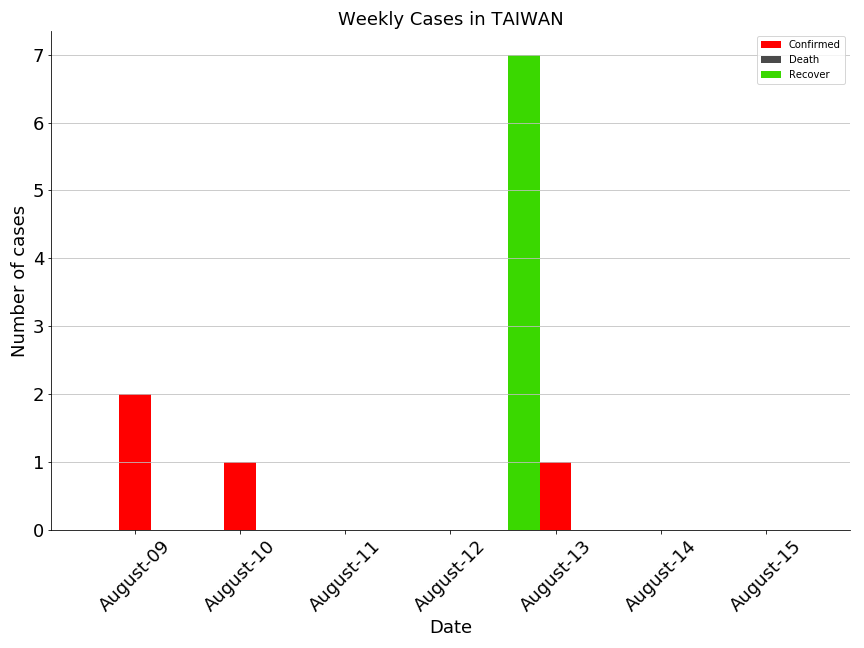 Weekly Cases in TAIWAN
Confirmed
Death
Recover
Number of cases
7
6
5
4
3
2
1
0
August-09
August-10
August-11
August-12
August-13
August-14
August-15
Date